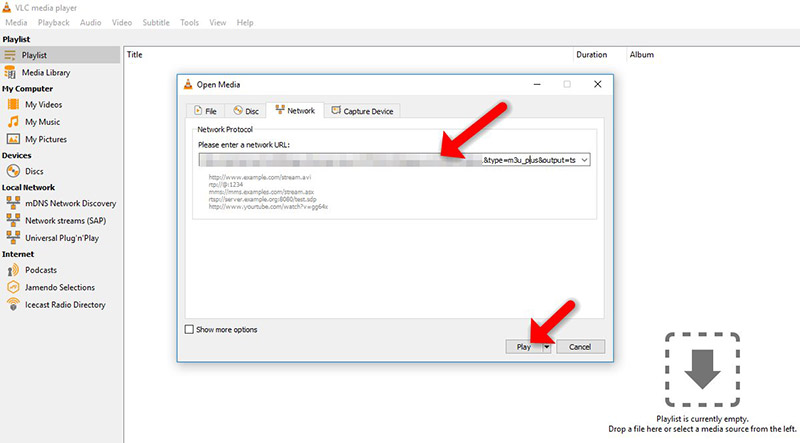 VLC media player
Media Playback Audio Video Subtitle Tools View Help
Playlist
Playlist
Media Library
My Computer
My Videos
My Music
My Pictures
Devices
Discs
Local Network
mDNS Network Discovery
Network streams (SAP)
Universal Plug'n'Play
Internet
Podcasts
Jamendo Selections
Icecast Radio Directory
Title Duration Album
Open Media
File Disc Network Capture Device
Network Protocol
Please enter a network URL:
&type=m3u_plus&output=ts
http://www.example.com/stream.avi
rtp://@:1234
mms://mms.examples.com/stream.asx
rtsp://server.example.org:8080/test.sdp
http://www.yourtube.com/watch?v=gg64x
Show more options
Play Cancel
Playlist is currently empty.
Drop a file here or select a media source from the left.